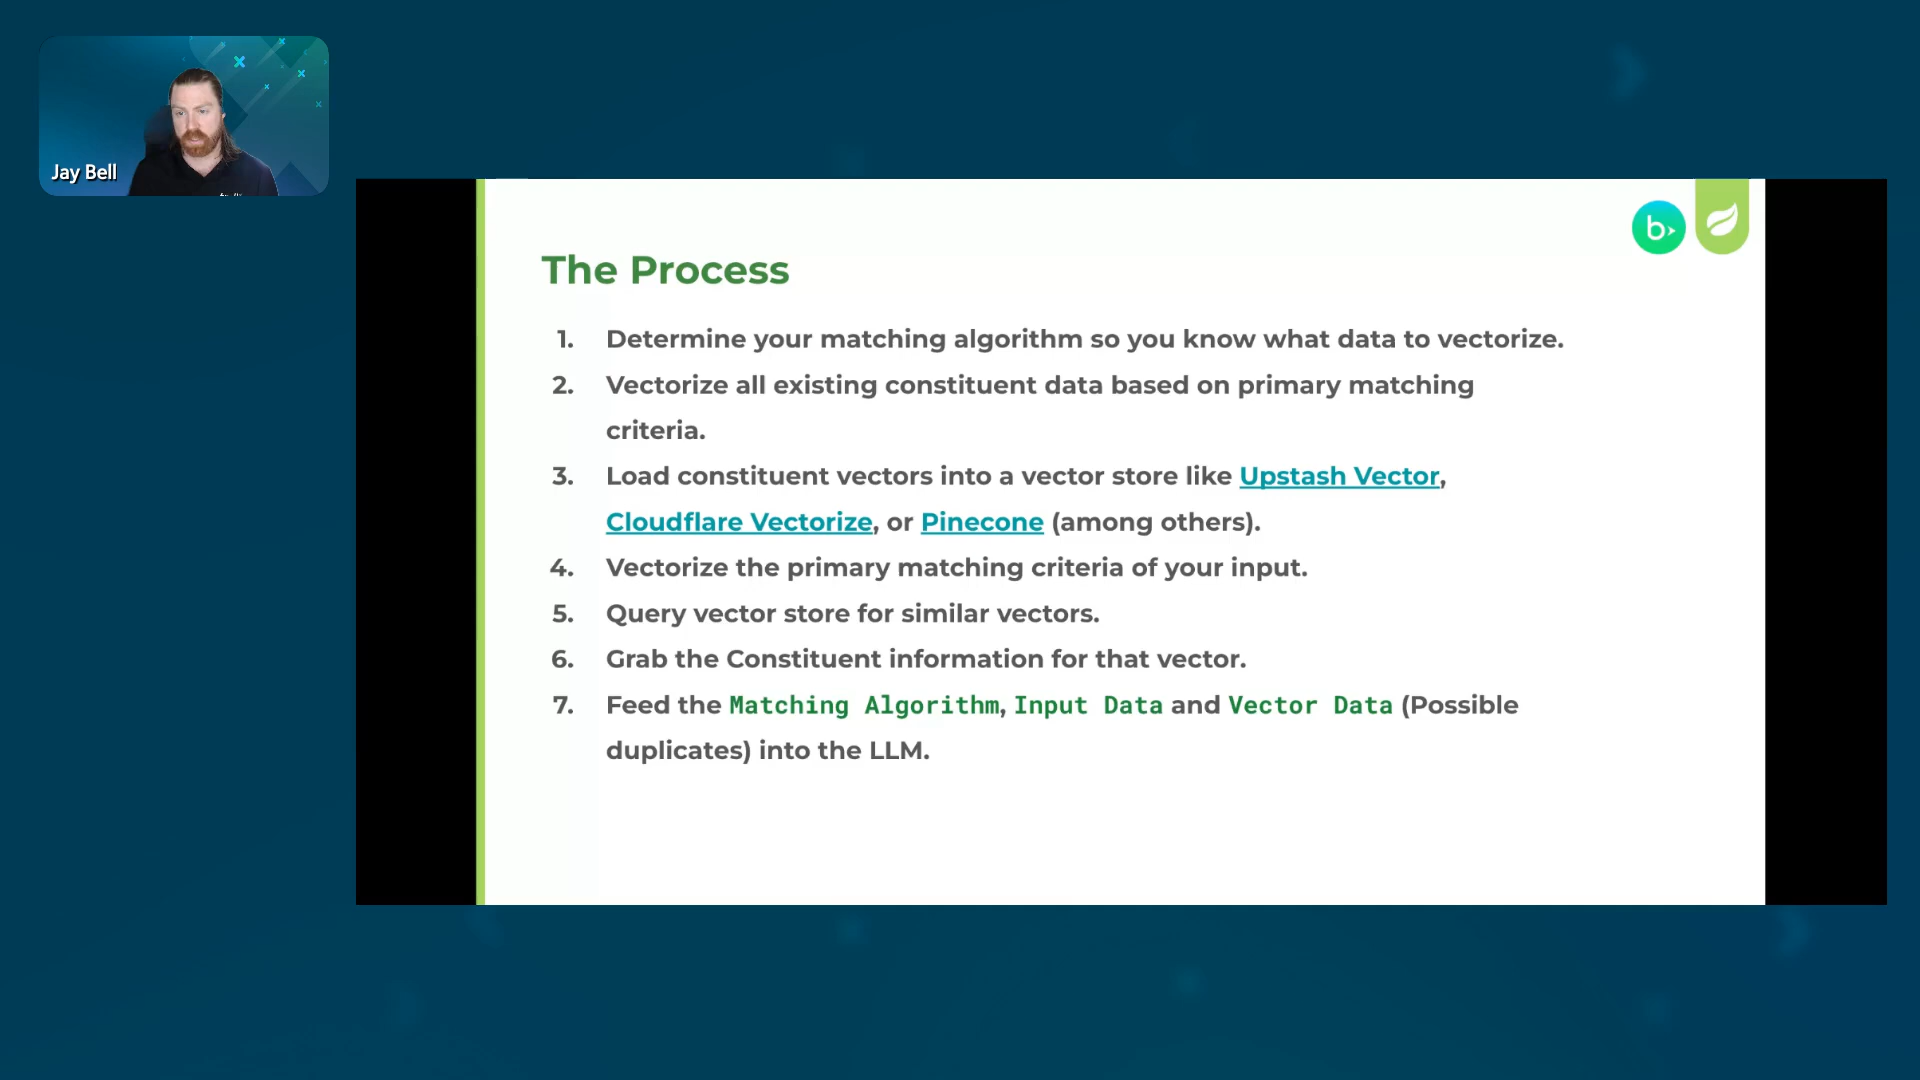 Jay Bell
b
The Process
1. Determine your matching algorithm so you know what data to vectorize.
2. Vectorize all existing constituent data based on primary matching
criteria.
3. Load constituent vectors into a vector store like Upstash Vector,
Cloudflare Vectorize, or Pinecone (among others).
4. Vectorize the primary matching criteria of your input.
5. Query vector store for similar vectors.
6. Grab the Constituent information for that vector.
7. Feed the Matching Algorithm, Input Data and Vector Data (Possible
duplicates) into the LLM.